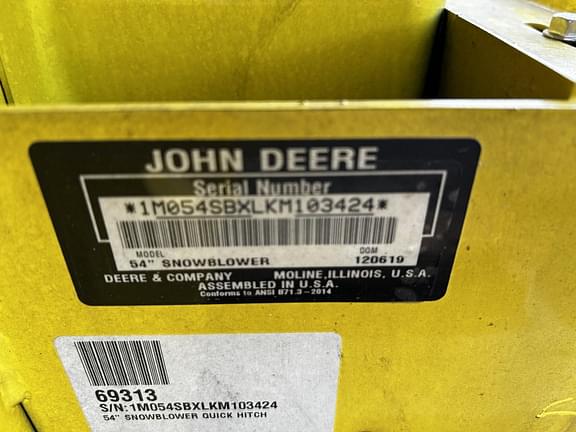 JOHN DEERE
Serial Number
*1M054SBXLKM103424*
MODEL DOM
54" SNOWBLOWER 120619
DEERE & COMPANY MOLINE, ILLINOIS, U.S.A.
ASSEMBLED IN U.S.A.
Conforms to ANSI B71.3-2014
69313
S/N:1M054SBXLKM103424
54" SNOWBLOWER QUICK HITCH